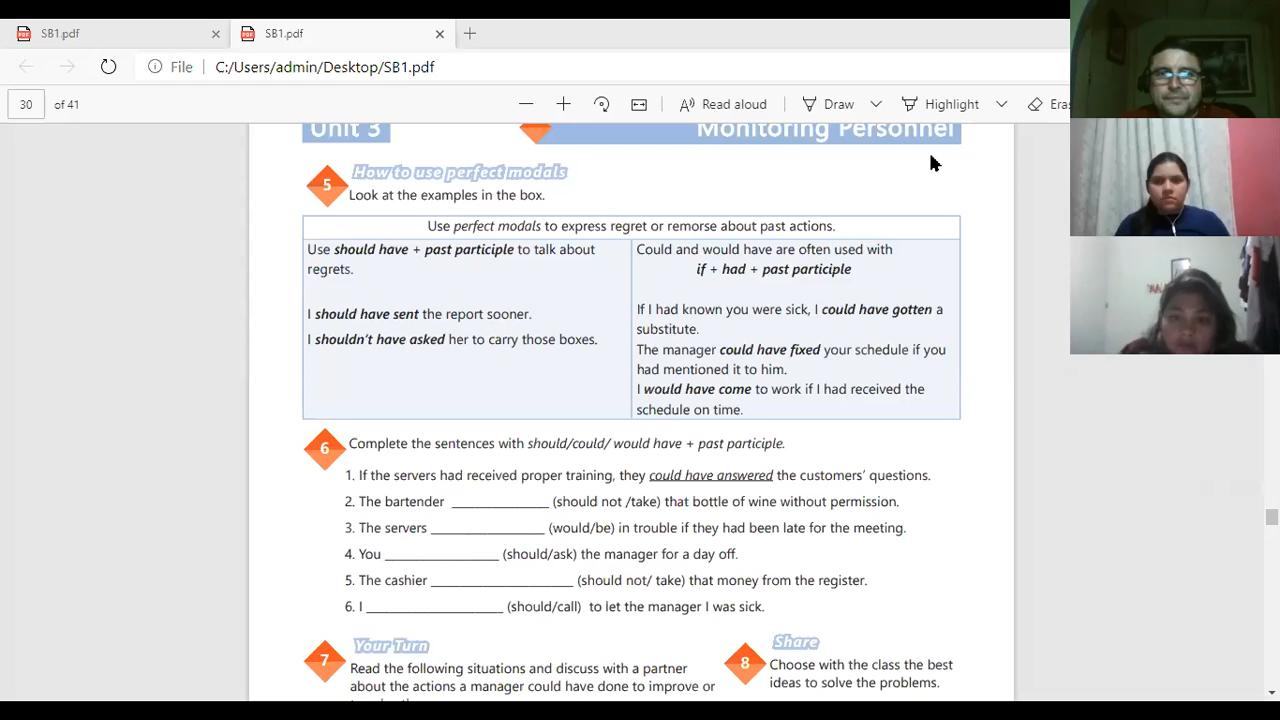 SB1.pdf
SB1.pdf
File C:/Users/admin/Desktop/SB1.pdf
30 of 41 Read aloud Draw Highlight
Unit 3 Monitoring Personnel
5 How to use perfect modals
Look at the examples in the box.
Use perfect modals to express regret or remorse about past actions.
Use should have + past participle to talk about
regrets.
I should have sent the report sooner.
I shouldn't have asked her to carry those boxes.
Could and would have are often used with
if + had + past participle
If I had known you were sick, I could have gotten a
substitute.
The manager could have fixed your schedule if you
had mentioned it to him.
I would have come to work if I had received the
schedule on time.
6 Complete the sentences with should/could/ would have + past participle.
1. If the servers had received proper training, they could have answered the customers' questions.
2. The bartender ______________ (should not /take) that bottle of wine without permission.
3. The servers ________________ (would/be) in trouble if they had been late for the meeting.
4. You ________________ (should/ask) the manager for a day off.
5. The cashier ____________________ (should not/ take) that money from the register.
6. I ___________________ (should/call) to let the manager I was sick.
7 Your Turn
Read the following situations and discuss with a partner
about the actions a manager could have done to improve or
8 Share
Choose with the class the best
ideas to solve the problems.